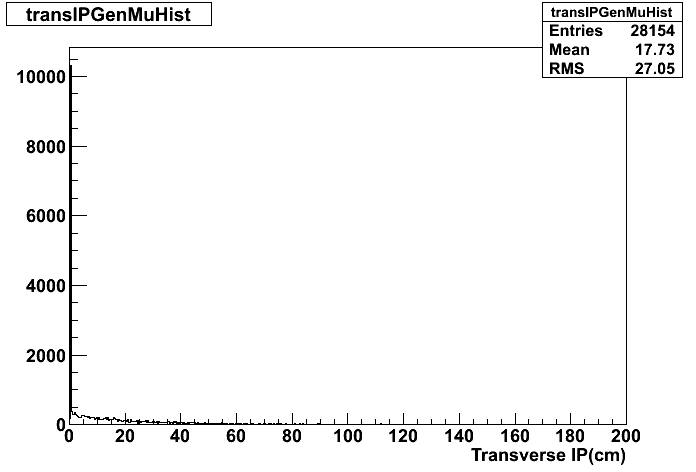 transIPGenMuHist
transIPGenMuHist
Entries 28154
Mean 17.73
RMS 27.05
10000
8000
6000
4000
2000
0
0 20 40 60 80 100 120 140 160 180 200
Transverse IP(cm)